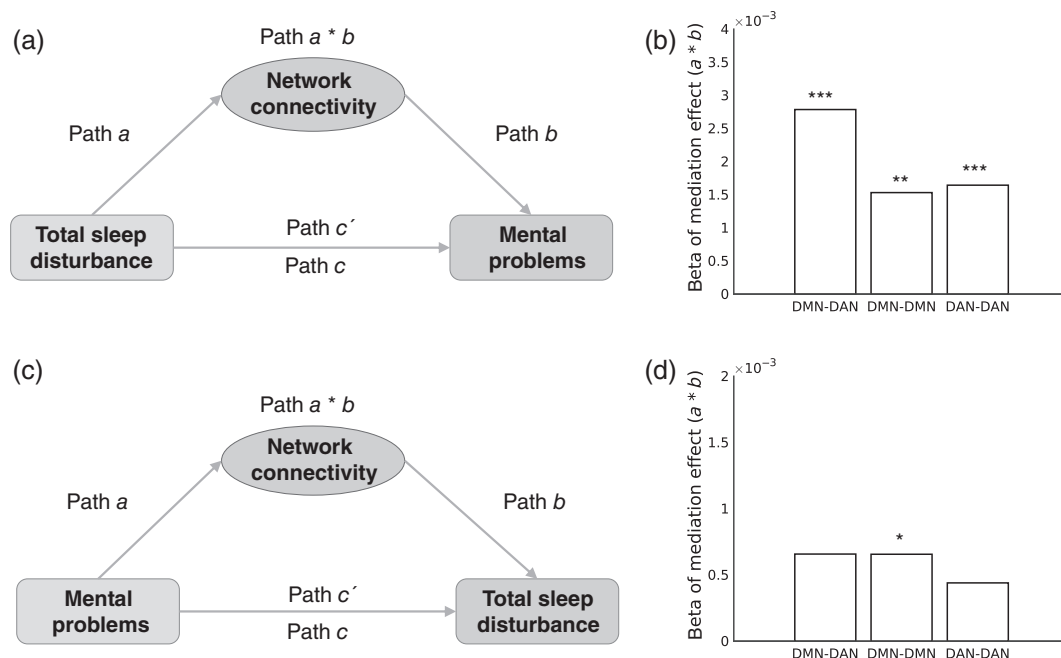 (a)
Path a * b
Network
connectivity
Path a
Path b
Total sleep
disturbance
Path c´
Path c
Mental
problems
(b)
×10⁻³
Beta of mediation effect (a * b)
4
3.5
3
2.5
2
1.5
1
0.5
0
***
**
***
DMN-DAN DMN-DMN DAN-DAN
(c)
Path a * b
Network
connectivity
Path a
Path b
Mental
problems
Path c´
Path c
Total sleep
disturbance
(d)
×10⁻³
Beta of mediation effect (a * b)
2
1.5
1
0.5
0
*
DMN-DAN DMN-DMN DAN-DAN